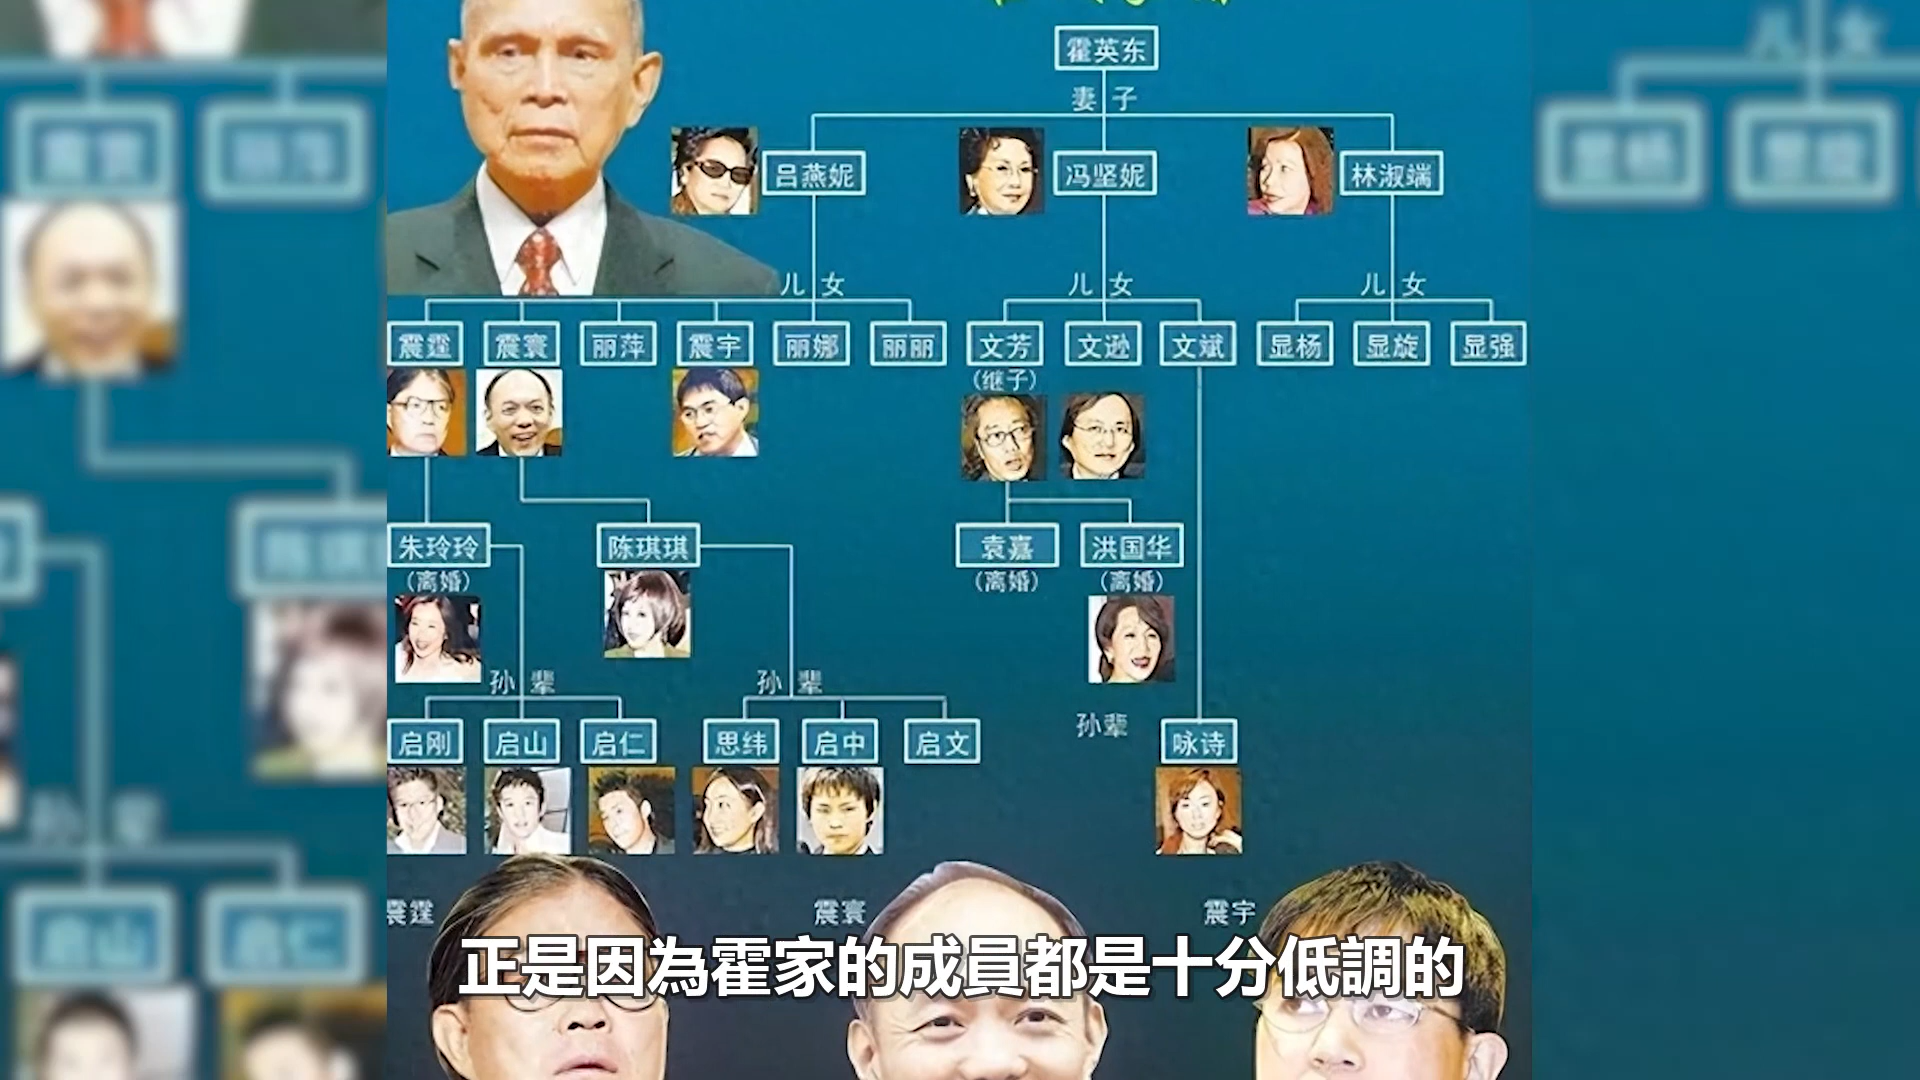 霍英东
妻 子
吕燕妮
冯坚妮
林淑端
儿 女
儿 女
儿 女
震霆
震寰
丽萍
震宇
丽娜
丽丽
文芳
文逊
文斌
显杨
显旋
显强
(继子)
朱玲玲
陈琪琪
袁嘉
洪国华
(离婚)
(离婚)
(离婚)
孙 辈
孙 辈
孙辈
启刚
启山
启仁
思纬
启中
启文
咏诗
震霆
震寰
震宇
正是因為霍家的成員都是十分低調的